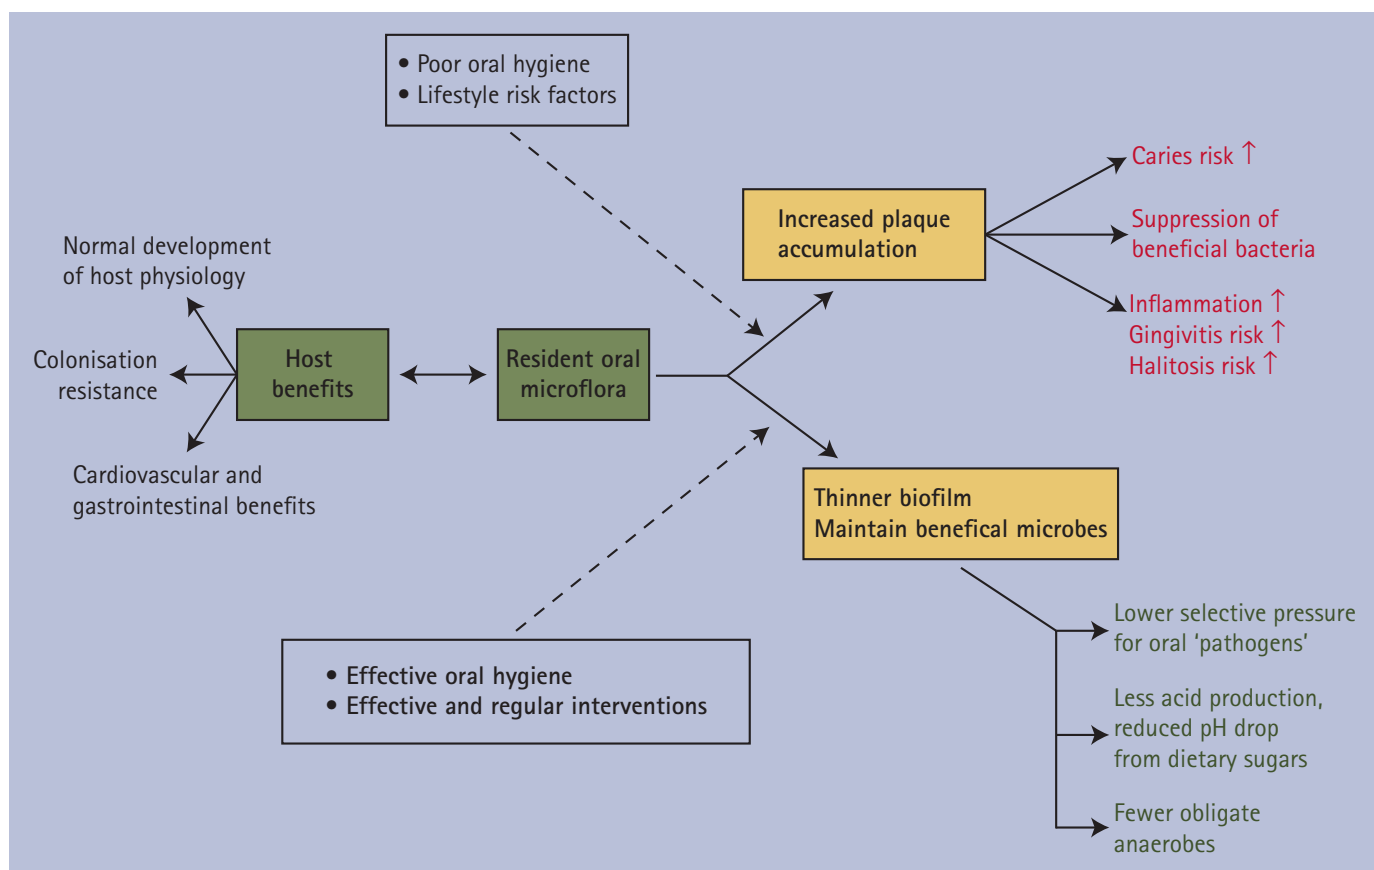 • Poor oral hygiene
• Lifestyle risk factors
Caries risk ↑
Increased plaque
accumulation
Suppression of
beneficial bacteria
Inflammation ↑
Gingivitis risk ↑
Halitosis risk ↑
Normal development
of host physiology
Colonisation
resistance
Cardiovascular and
gastrointestinal benefits
Host
benefits
Resident oral
microflora
Thinner biofilm
Maintain benefical microbes
• Effective oral hygiene
• Effective and regular interventions
Lower selective pressure
for oral ‘pathogens’
Less acid production,
reduced pH drop
from dietary sugars
Fewer obligate
anaerobes